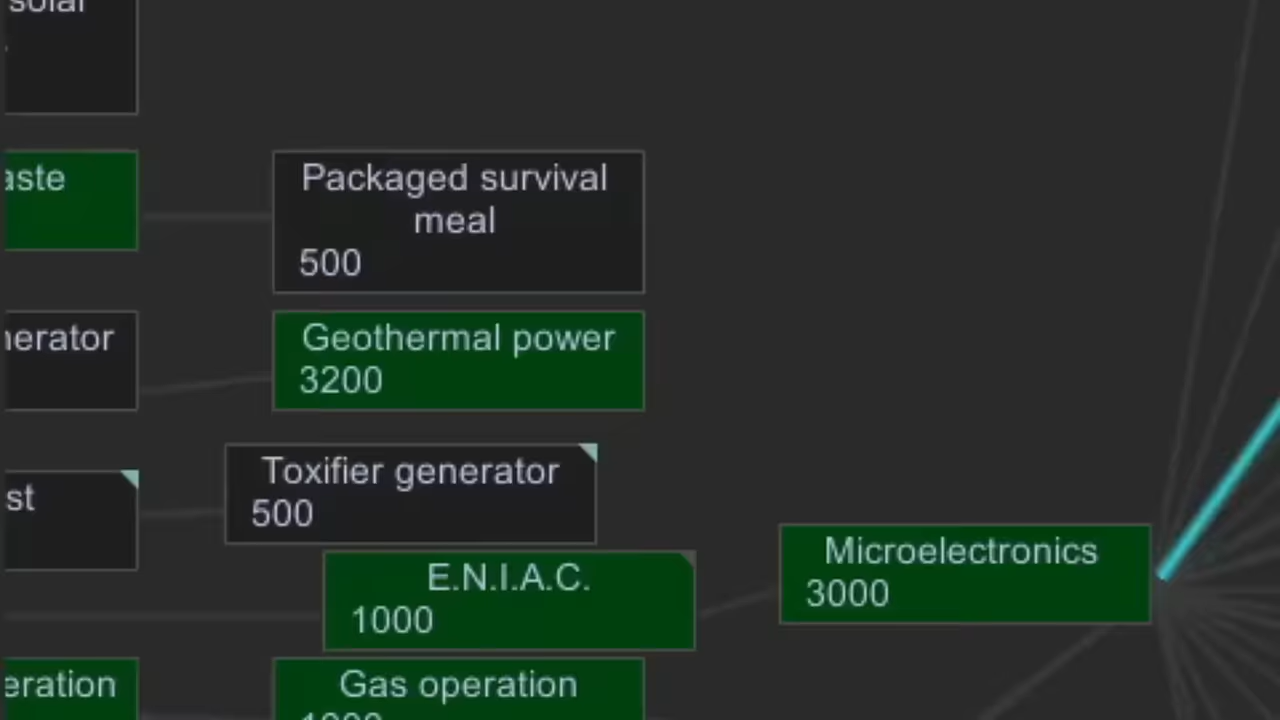 solar
aste
Packaged survival
meal
500
nerator
Geothermal power
3200
Toxifier generator
500
st
Microelectronics
3000
E.N.I.A.C.
1000
eration
Gas operation
1000